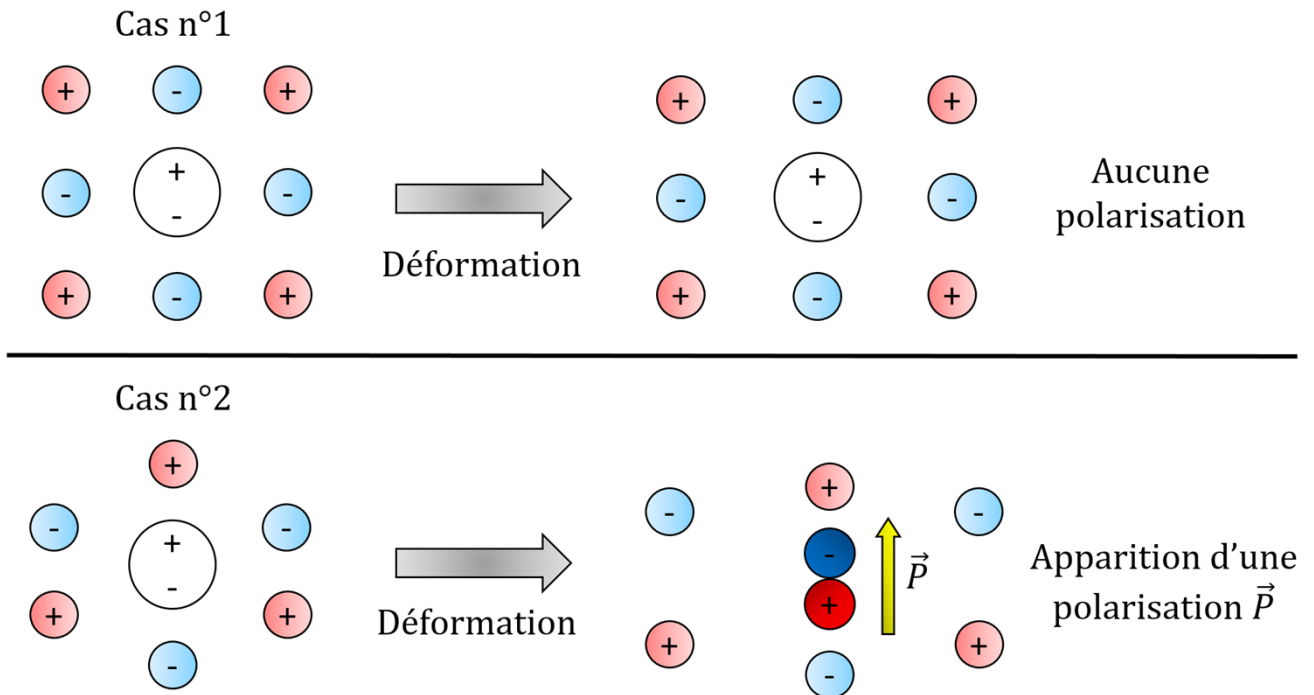 Cas n°1
+ - + + - +
+
- - - -
-
+ - + + - +
Déformation
Aucune
polarisation
Cas n°2
+
- -
+
-
+ +
-
Déformation
+
- -
-
+
+ +
-
P⃗
Apparition d'une
polarisation P⃗